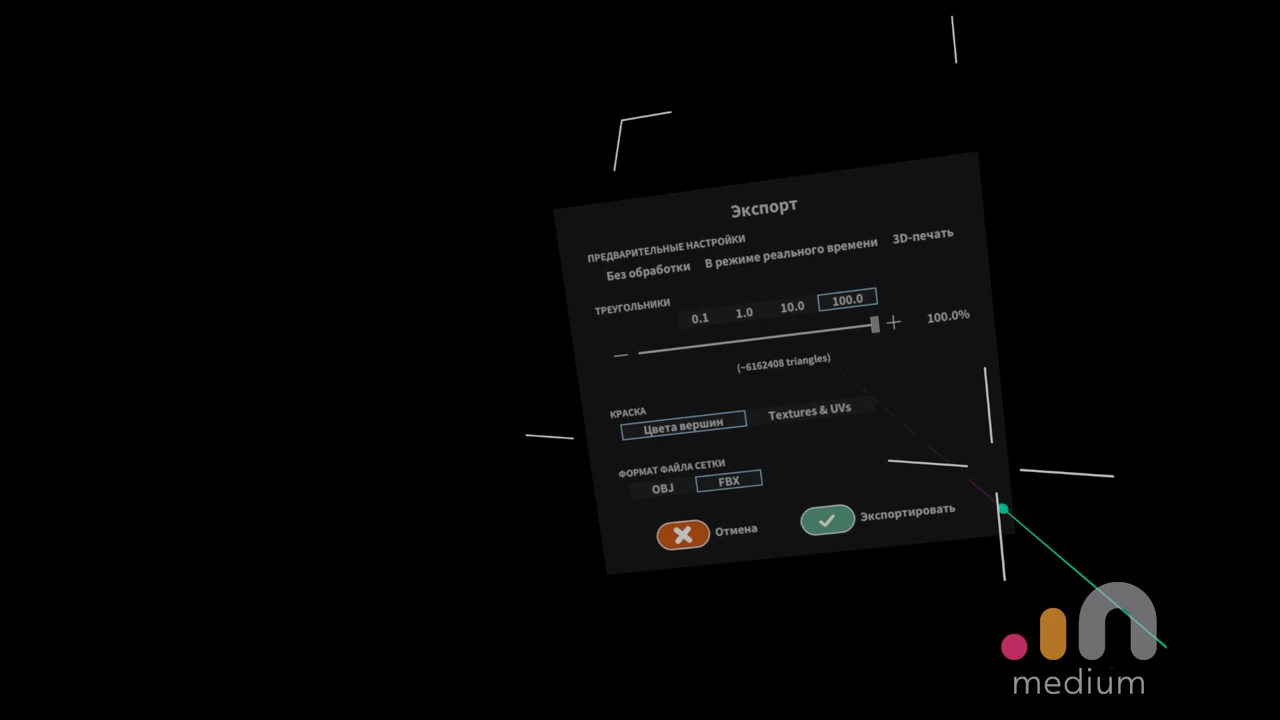 Экспорт
ПРЕДВАРИТЕЛЬНЫЕ НАСТРОЙКИ
Без обработки В режиме реального времени 3D-печать
ТРЕУГОЛЬНИКИ
0.1 1.0 10.0 100.0
100.0%
(~6162408 triangles)
КРАСКА
Цвета вершин Textures & UVs
ФОРМАТ ФАЙЛА СЕТКИ
OBJ FBX
Отмена Экспортировать
medium